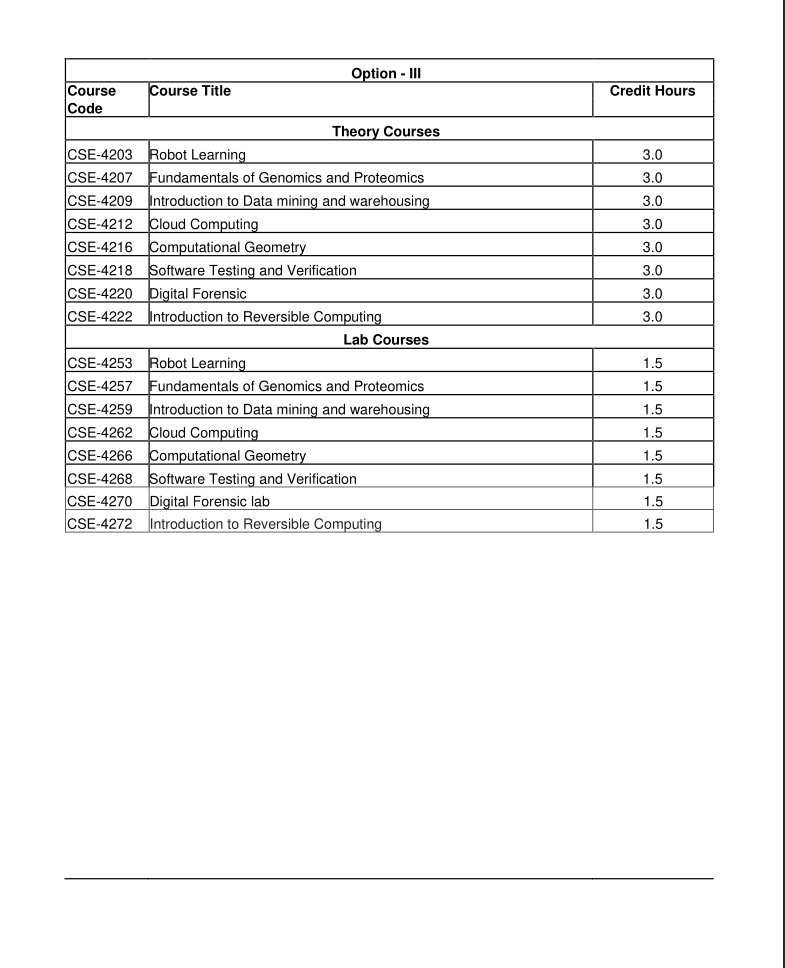 Option - III
Course Code Course Title Credit Hours
Theory Courses
CSE-4203 Robot Learning 3.0
CSE-4207 Fundamentals of Genomics and Proteomics 3.0
CSE-4209 Introduction to Data mining and warehousing 3.0
CSE-4212 Cloud Computing 3.0
CSE-4216 Computational Geometry 3.0
CSE-4218 Software Testing and Verification 3.0
CSE-4220 Digital Forensic 3.0
CSE-4222 Introduction to Reversible Computing 3.0
Lab Courses
CSE-4253 Robot Learning 1.5
CSE-4257 Fundamentals of Genomics and Proteomics 1.5
CSE-4259 Introduction to Data mining and warehousing 1.5
CSE-4262 Cloud Computing 1.5
CSE-4266 Computational Geometry 1.5
CSE-4268 Software Testing and Verification 1.5
CSE-4270 Digital Forensic lab 1.5
CSE-4272 Introduction to Reversible Computing 1.5